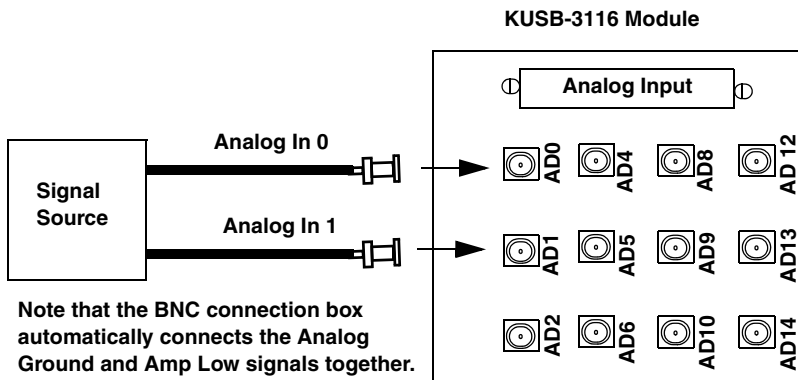 KUSB-3116 Module
Analog Input
Analog In 0
Signal
Source
Analog In 1
AD0
AD4
AD8
AD 12
AD1
AD5
AD9
AD13
AD2
AD6
AD10
AD14
Note that the BNC connection box
automatically connects the Analog
Ground and Amp Low signals together.